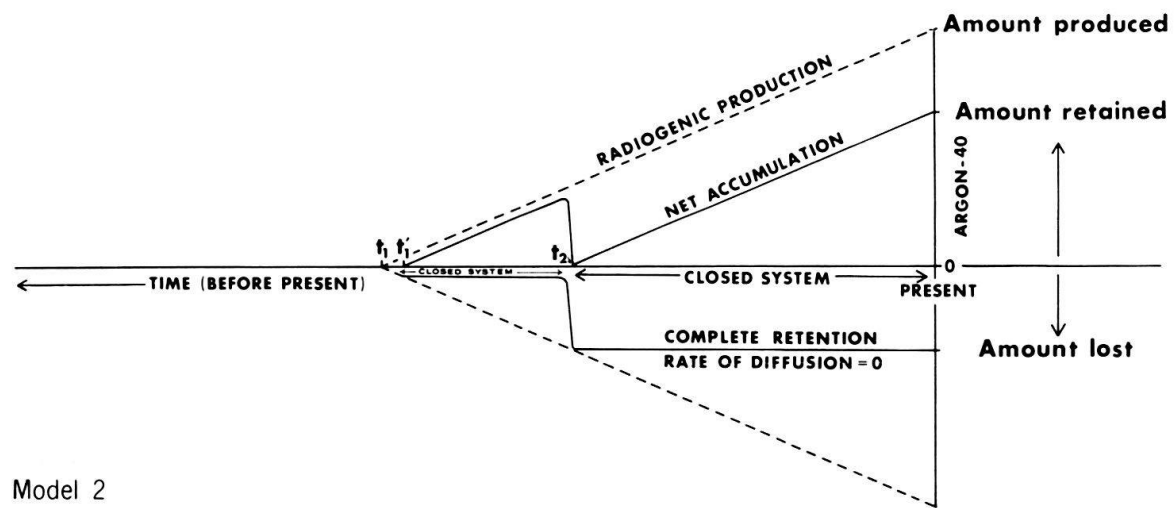 Amount produced
RADIOGENIC PRODUCTION
Amount retained
NET ACCUMULATION
ARGON-40
t₁ t₁′
t₂
CLOSED SYSTEM
0
TIME (BEFORE PRESENT)
CLOSED SYSTEM
PRESENT
COMPLETE RETENTION
RATE OF DIFFUSION = 0
Amount lost
Model 2